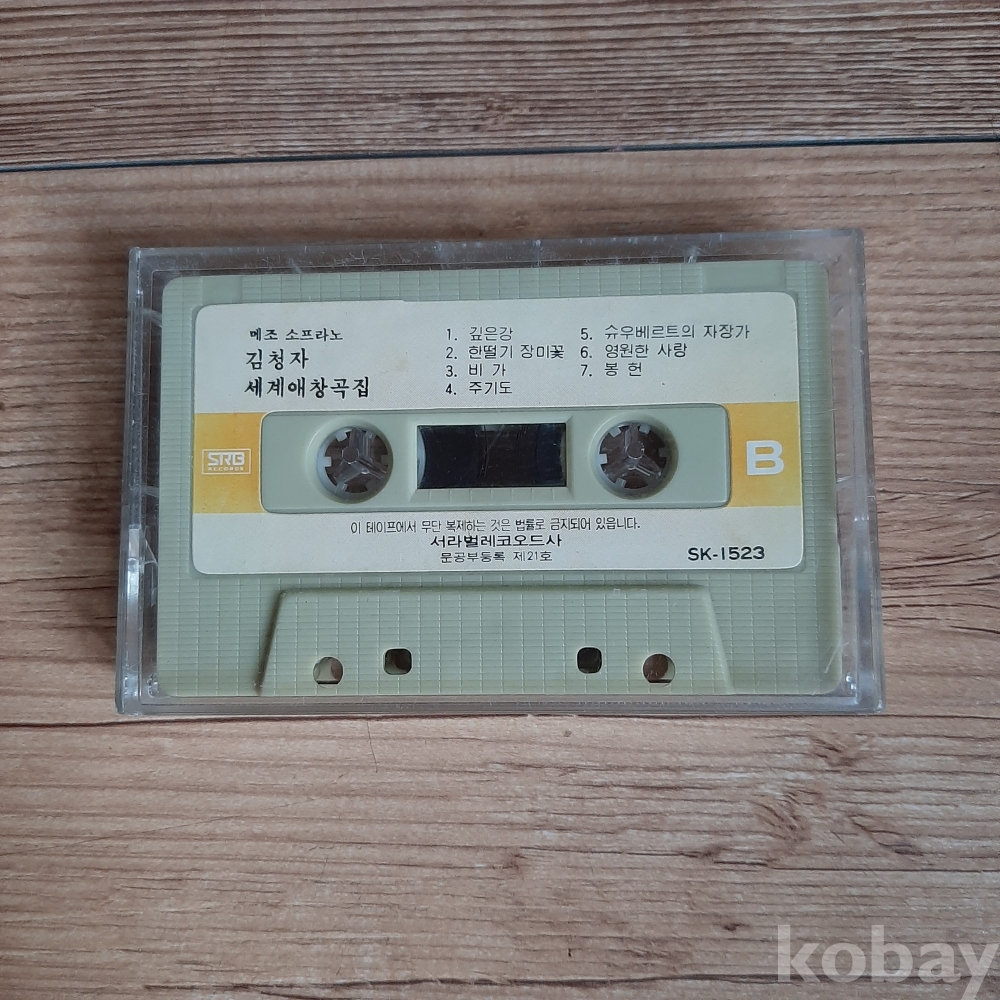 메조 소프라노
김청자
세계애창곡집
1. 깊은강
2. 한떨기 장미꽃
3. 비 가
4. 주기도
5. 슈우베르트의 자장가
6. 영원한 사랑
7. 봉 헌
SRB
RECORDS
B
이 테이프에서 무단 복제하는 것은 법률로 금지되어 있읍니다.
서라벌레코오드사
문공부등록 제21호
SK-1523
kobay